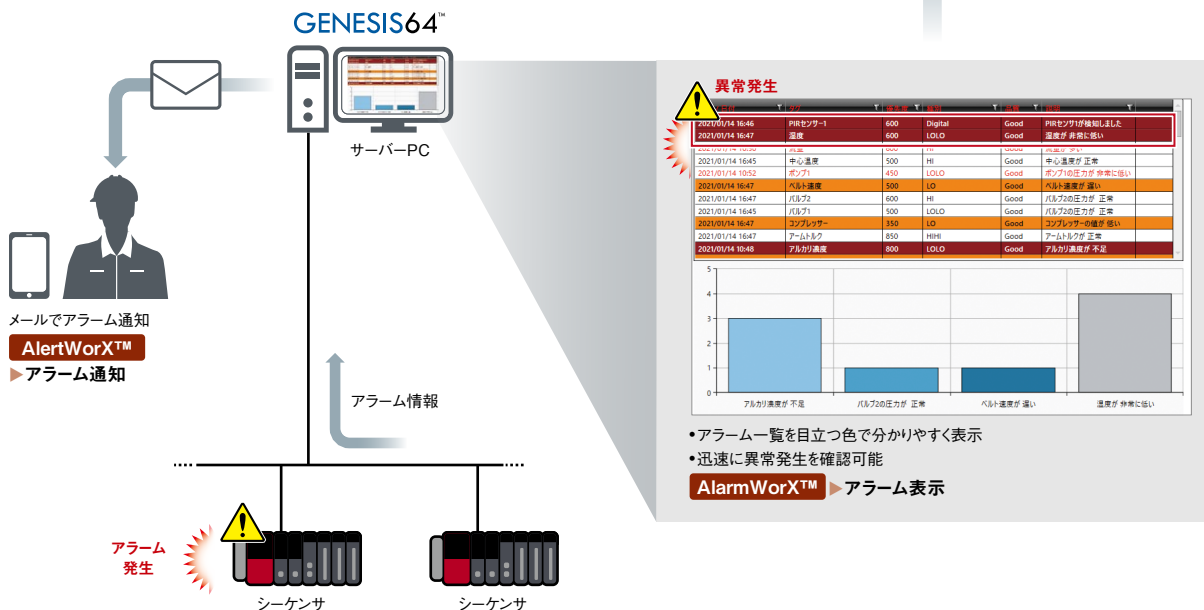 GENESIS64™
サーバーPC
メールでアラーム通知
AlertWorX™
▶アラーム通知
アラーム情報
アラーム
発生
シーケンサ
シーケンサ
異常発生
タグ
2021/01/14 16:46 PIRセンサー1 600 Digital Good PIRセンサ1が検知しました
2021/01/14 16:47 温度 600 LOLO Good 温度が 非常に低い
2021/01/14 16:45 中心温度 500 HI Good 中心温度が 正常
2021/01/14 10:52 ポンプ1 450 LOLO Good ポンプ1の圧力が 非常に低い
2021/01/14 16:47 ベルト速度 500 LO Good ベルト速度が 遅い
2021/01/14 16:47 バルブ2 600 HI Good バルブ2の圧力が 正常
2021/01/14 16:45 バルブ1 500 LOLO Good バルブ2の圧力が 正常
2021/01/14 16:47 コンプレッサー 350 LO Good コンプレッサーの値が 低い
2021/01/14 16:47 アームトルク 850 HIHI Good アームトルクが 正常
2021/01/14 10:48 アルカリ濃度 800 LOLO Good アルカリ濃度が 不足
5
4
3
2
1
0
アルカリ濃度が 不足 バルブ2の圧力が 正常 ベルト速度が 遅い 温度が 非常に低い
•アラーム一覧を目立つ色で分かりやすく表示
•迅速に異常発生を確認可能
AlarmWorX™ ▶アラーム表示